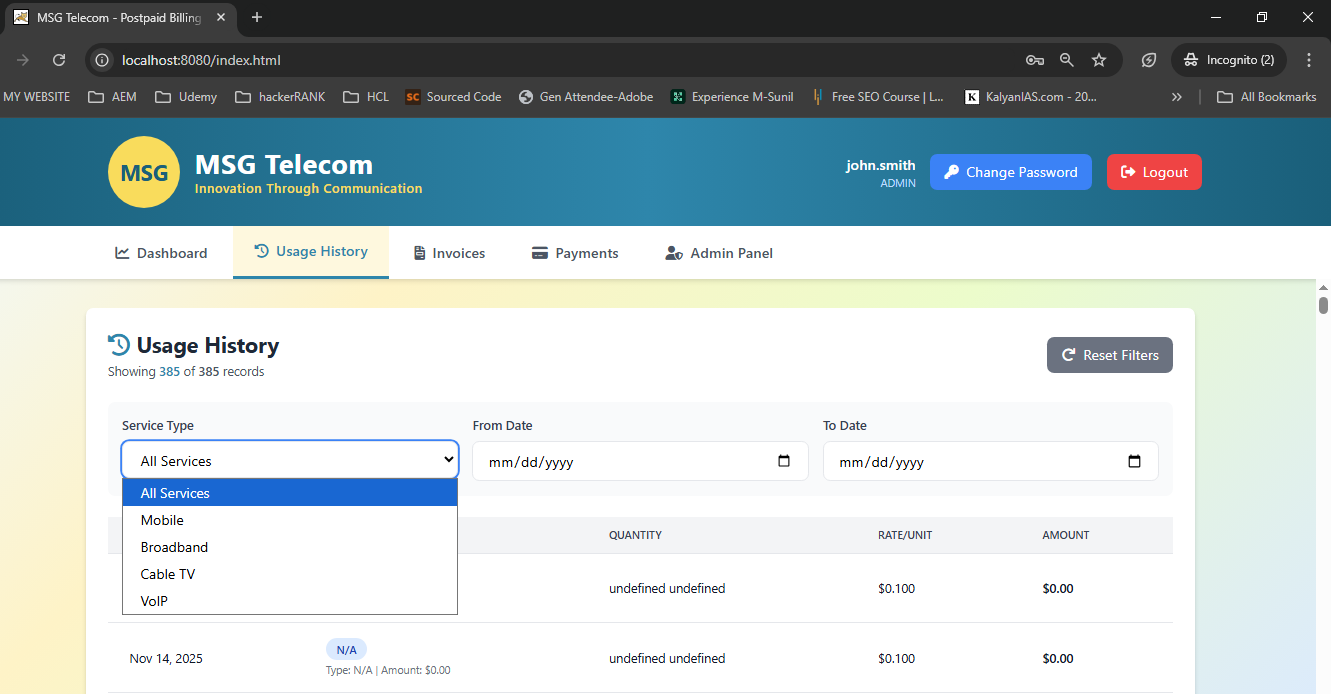 MSG Telecom - Postpaid Billing
localhost:8080/index.html
Incognito (2)
MY WEBSITE AEM Udemy hackerRANK HCL SC Sourced Code Gen Attendee-Adobe Experience M-Sunil Free SEO Course | L... K KalyanIAS.com - 20... » All Bookmarks
MSG
MSG Telecom
Innovation Through Communication
john.smith
ADMIN
Change Password
Logout
Dashboard Usage History Invoices Payments Admin Panel
Usage History
Showing 385 of 385 records
Reset Filters
Service Type From Date To Date
All Services mm/dd/yyyy mm/dd/yyyy
All Services
Mobile
Broadband
Cable TV
VoIP
QUANTITY RATE/UNIT AMOUNT
undefined undefined $0.100 $0.00
Nov 14, 2025 N/A undefined undefined $0.100 $0.00
Type: N/A | Amount: $0.00